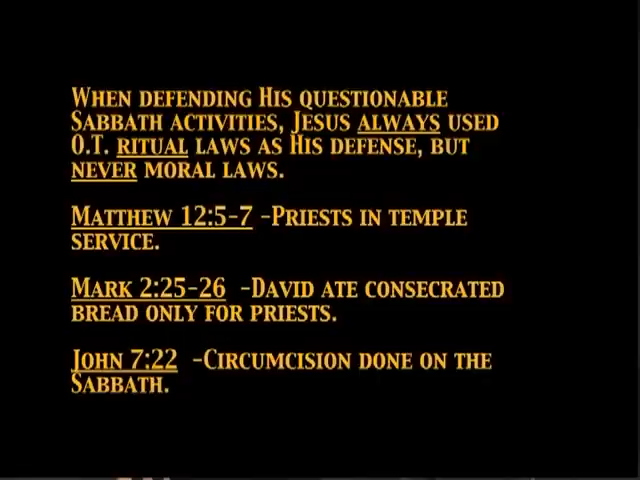 When defending His questionable
Sabbath activities, Jesus always used
O.T. ritual laws as His defense, but
never moral laws.
Matthew 12:5-7 -Priests in temple
service.
Mark 2:25-26 -David ate consecrated
bread only for priests.
John 7:22 -Circumcision done on the
Sabbath.